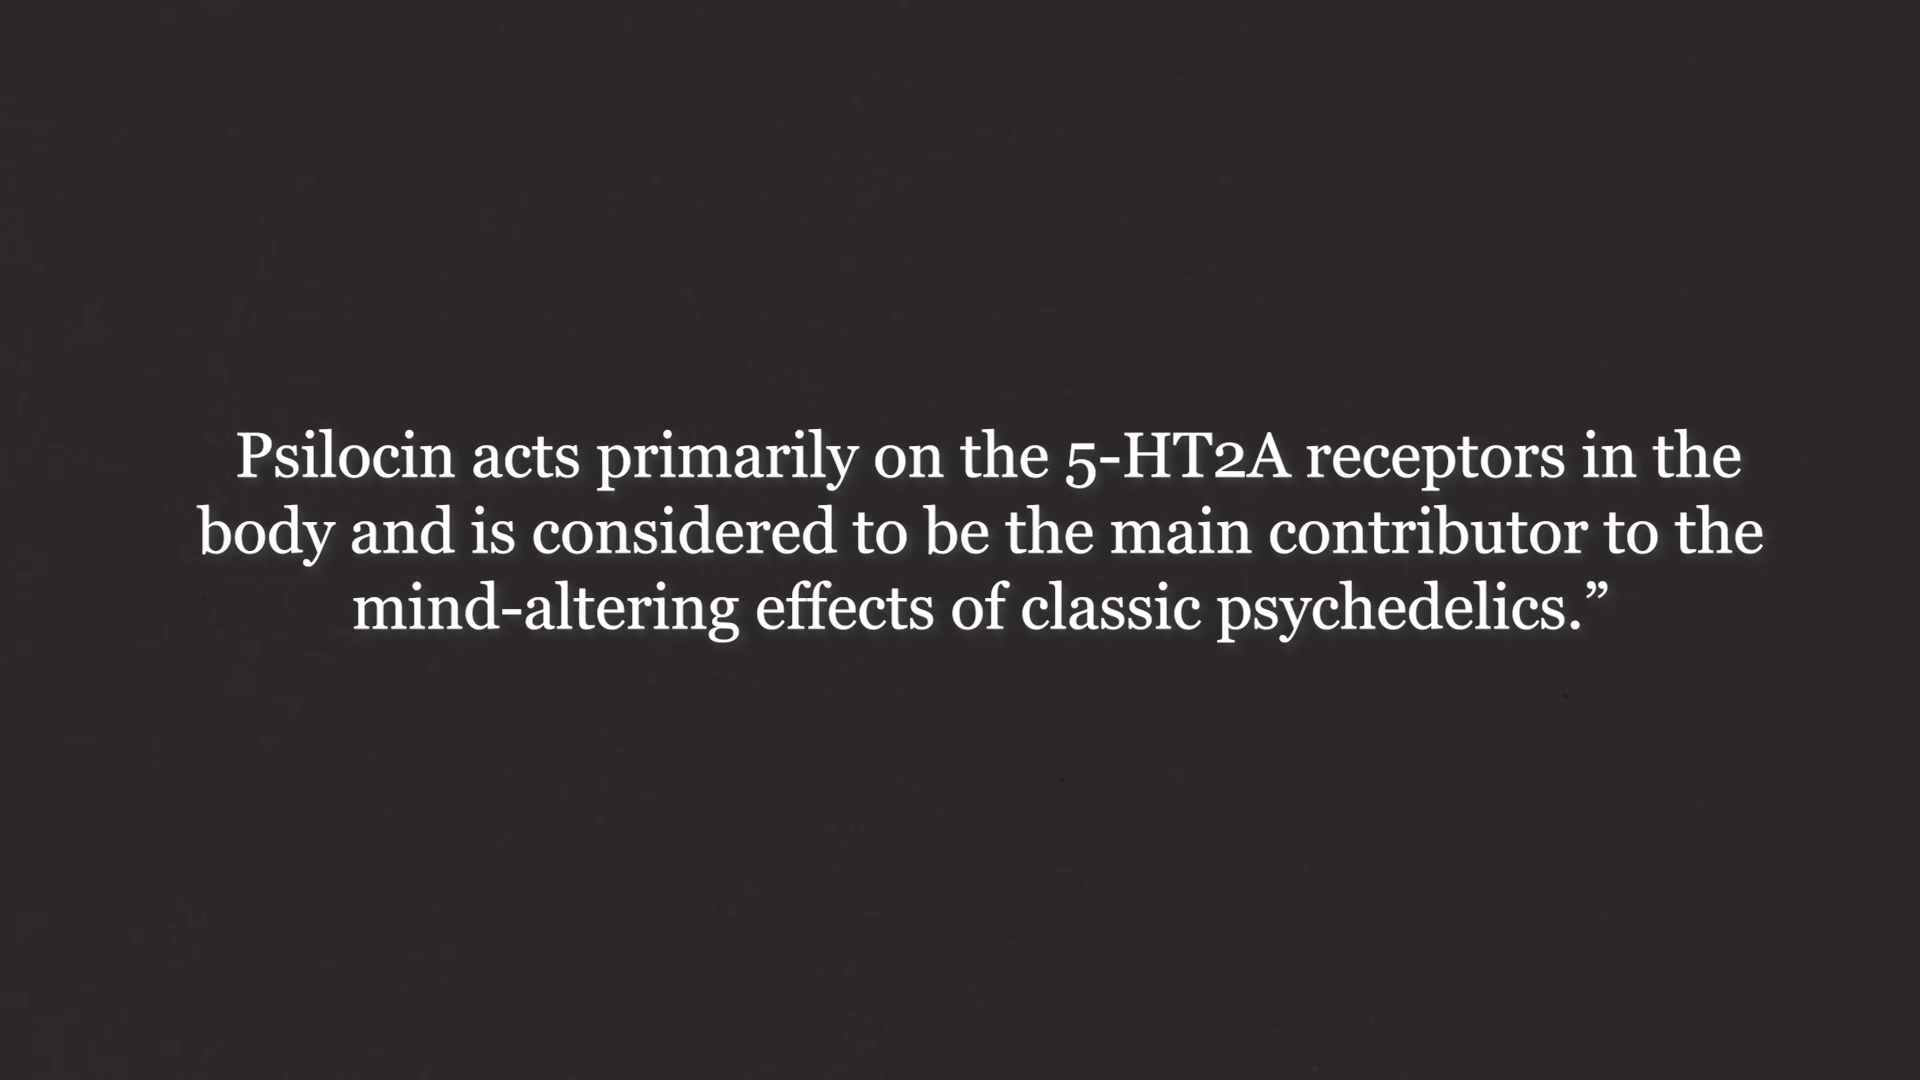 Psilocin acts primarily on the 5-HT2A receptors in the
body and is considered to be the main contributor to the
mind-altering effects of classic psychedelics.”